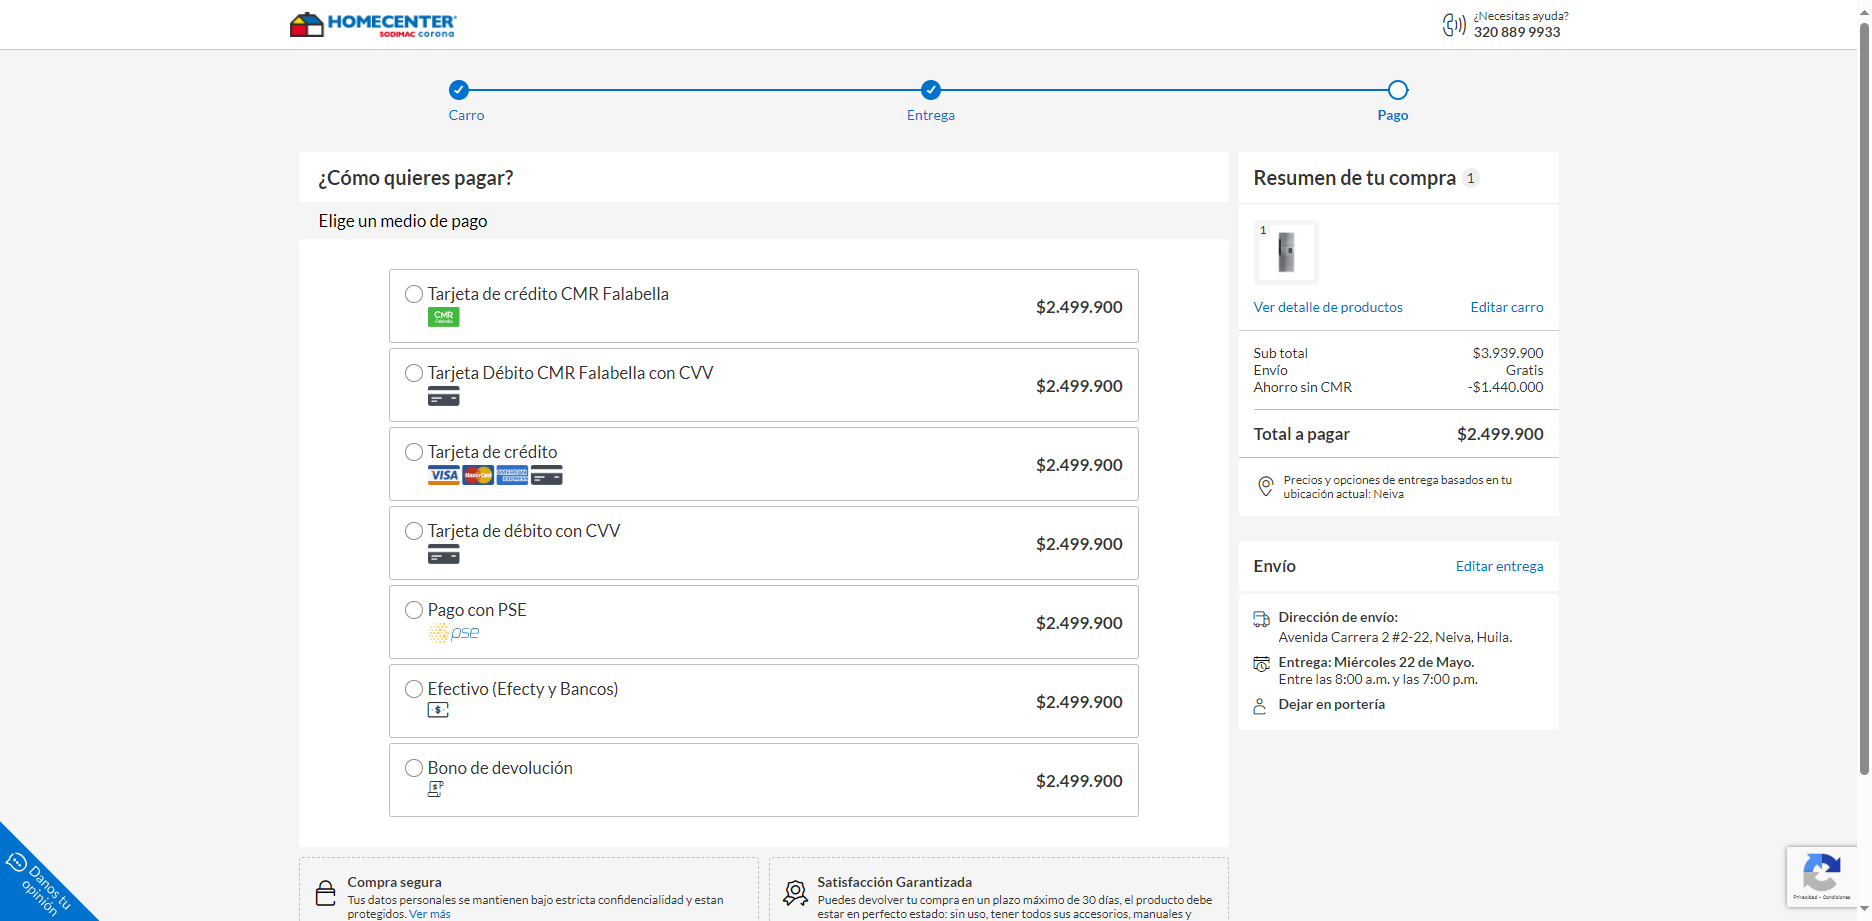 HOMECENTER
SODIMAC corona
¿Necesitas ayuda?
320 889 9933
Carro
Entrega
Pago
¿Cómo quieres pagar?
Elige un medio de pago
Tarjeta de crédito CMR Falabella
CMR
$2.499.900
Tarjeta Débito CMR Falabella con CVV
$2.499.900
Tarjeta de crédito
VISA MasterCard AMERICAN EXPRESS
$2.499.900
Tarjeta de débito con CVV
$2.499.900
Pago con PSE
pse
$2.499.900
Efectivo (Efecty y Bancos)
$2.499.900
Bono de devolución
$2.499.900
Compra segura
Tus datos personales se mantienen bajo estricta confidencialidad y estan
protegidos. Ver más
Satisfacción Garantizada
Puedes devolver tu compra en un plazo máximo de 30 días, el producto debe
estar en perfecto estado: sin uso, tener todos sus accesorios, manuales y
Resumen de tu compra 1
1
Ver detalle de productos
Editar carro
Sub total $3.939.900
Envío Gratis
Ahorro sin CMR -$1.440.000
Total a pagar $2.499.900
Precios y opciones de entrega basados en tu
ubicación actual: Neiva
Envío
Editar entrega
Dirección de envío:
Avenida Carrera 2 #2-22, Neiva, Huila.
Entrega: Miércoles 22 de Mayo.
Entre las 8:00 a.m. y las 7:00 p.m.
Dejar en portería
Danos tu
opinión
Privacidad - Condiciones